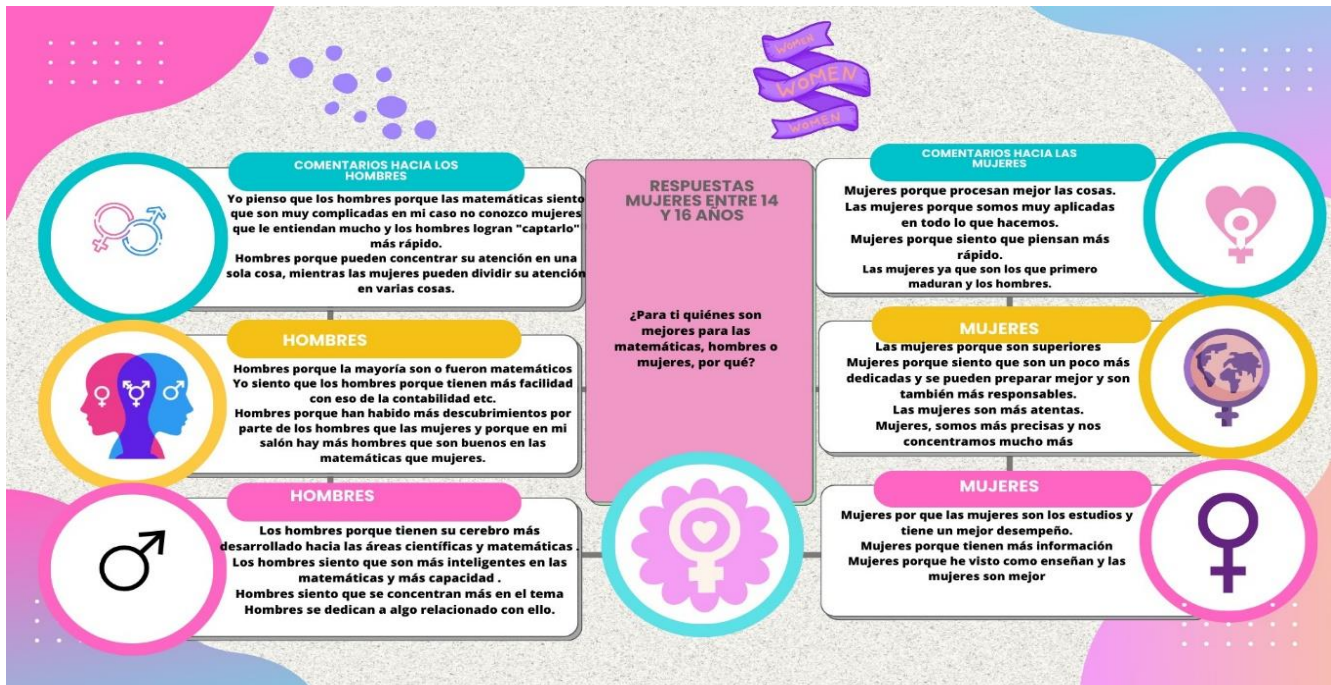 WOMEN
WOMEN
WOMEN
COMENTARIOS HACIA LOS
HOMBRES
Yo pienso que los hombres porque las matemáticas siento
que son muy complicadas en mi caso no conozco mujeres
que le entiendan mucho y los hombres logran "captarlo"
más rápido.
Hombres porque pueden concentrar su atención en una
sola cosa, mientras las mujeres pueden dividir su atención
en varias cosas.
HOMBRES
Hombres porque la mayoría son o fueron matemáticos
Yo siento que los hombres porque tienen más facilidad
con eso de la contabilidad etc.
Hombres porque han habido más descubrimientos por
parte de los hombres que las mujeres y porque en mi
salón hay más hombres que son buenos en las
matemáticas que mujeres.
HOMBRES
Los hombres porque tienen su cerebro más
desarrollado hacia las áreas científicas y matemáticas .
Los hombres siento que son más inteligentes en las
matemáticas y más capacidad .
Hombres siento que se concentran más en el tema
Hombres se dedican a algo relacionado con ello.
RESPUESTAS
MUJERES ENTRE 14
Y 16 AÑOS
¿Para ti quiénes son
mejores para las
matemáticas, hombres o
mujeres, por qué?
COMENTARIOS HACIA LAS
MUJERES
Mujeres porque procesan mejor las cosas.
Las mujeres porque somos muy aplicadas
en todo lo que hacemos.
Mujeres porque siento que piensan más
rápido.
Las mujeres ya que son los que primero
maduran y los hombres.
MUJERES
Las mujeres porque son superiores
Mujeres porque siento que son un poco más
dedicadas y se pueden preparar mejor y son
también más responsables.
Las mujeres son más atentas.
Mujeres, somos más precisas y nos
concentramos mucho más
MUJERES
Mujeres por que las mujeres son los estudios y
tiene un mejor desempeño.
Mujeres porque tienen más información
Mujeres porque he visto como enseñan y las
mujeres son mejor